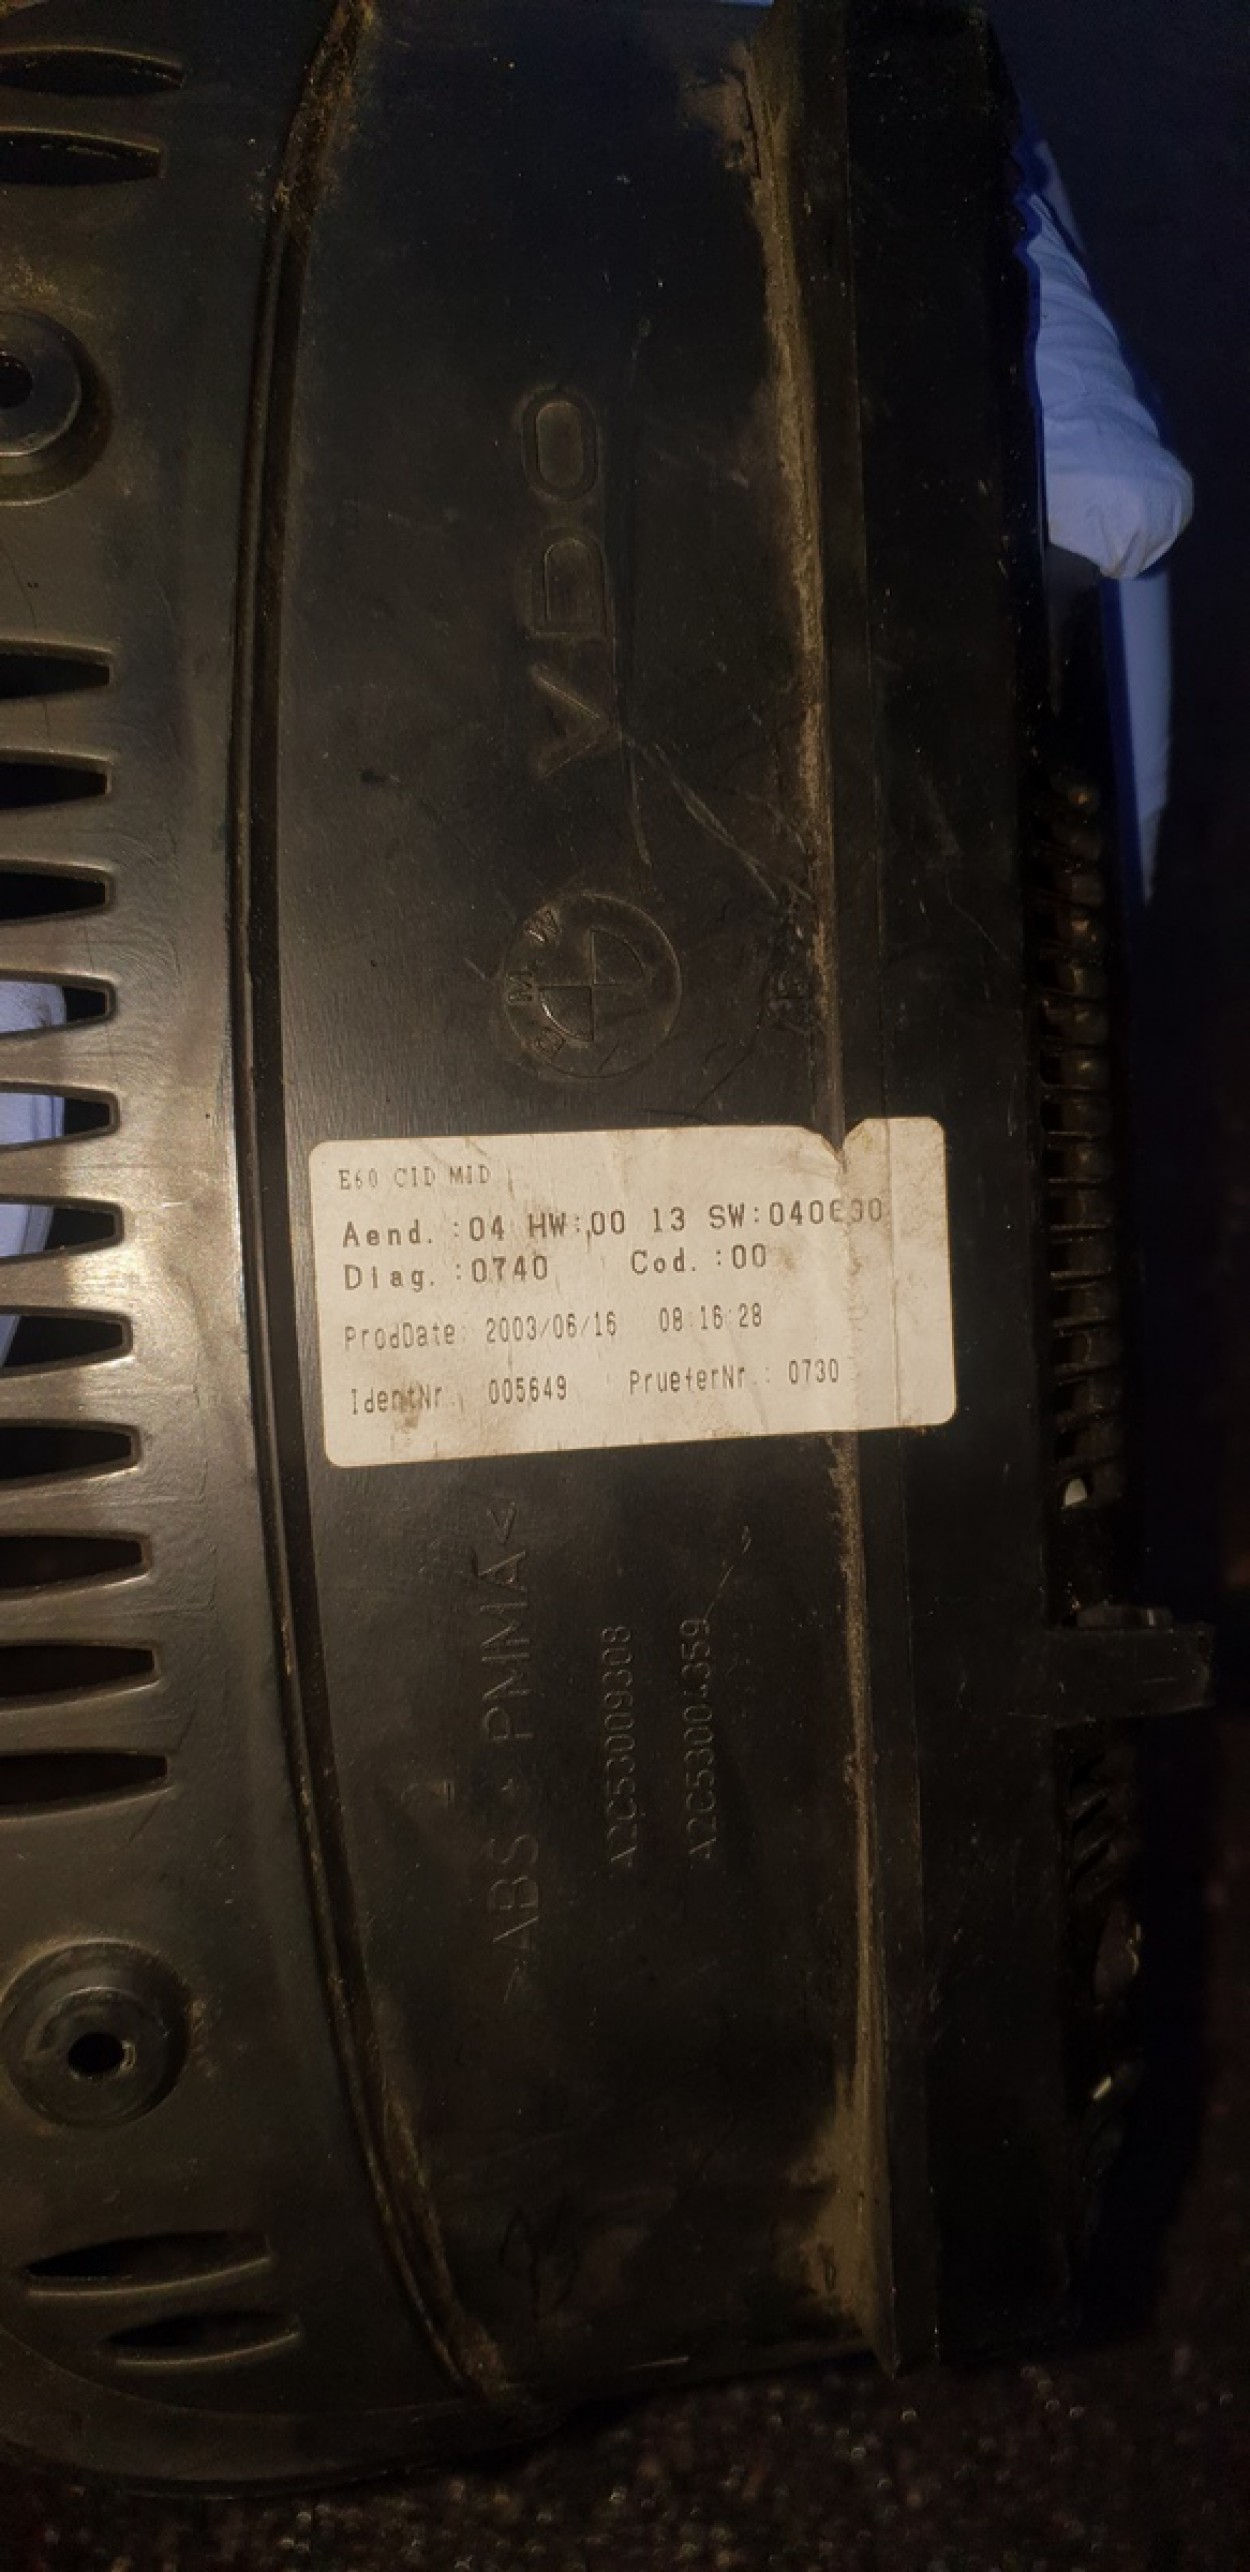 VDO
BMW
E60 CID MID
Aend. :04 HW:00 13 SW:040600
Diag. :0740 Cod. :00
ProdDate: 2003/06/16 08:16:28
IdentNr.: 005649 PrueferNr.: 0730
>ABS + PMMA<
A2C53009308
A2C53004359